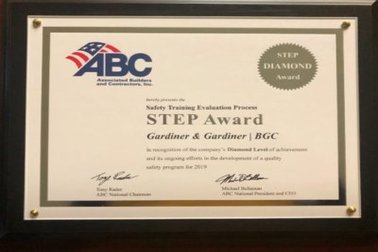 ABC
Associated Builders
and Contractors, Inc.
STEP
DIAMOND
Award
hereby presents the
Safety Training Evaluation Process
STEP Award
Gardiner & Gardiner | BGC
in recognition of the company's Diamond Level of achievement
and its ongoing efforts in the development of a quality
safety program for 2019
Tony Rader
ABC National Chairman
Michael Bellaman
ABC National President and CEO